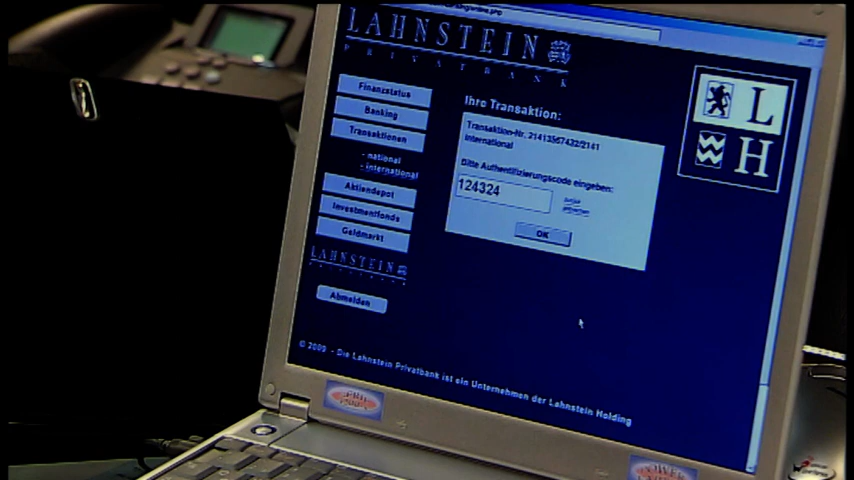 LAHNSTEIN
PRIVATBANK
Finanzstatus
Banking
Transaktionen
- national
- international
Aktiendepot
Investmentfonds
Geldmarkt
LAHNSTEIN
Abmelden
Ihre Transaktion:
Transaktion-Nr. 21413567432/2141
International
Bitte Authentifizierungscode eingeben:
124324
OK
L
H
© 2009 - Die Lahnstein Privatbank ist ein Unternehmen der Lahnstein Holding